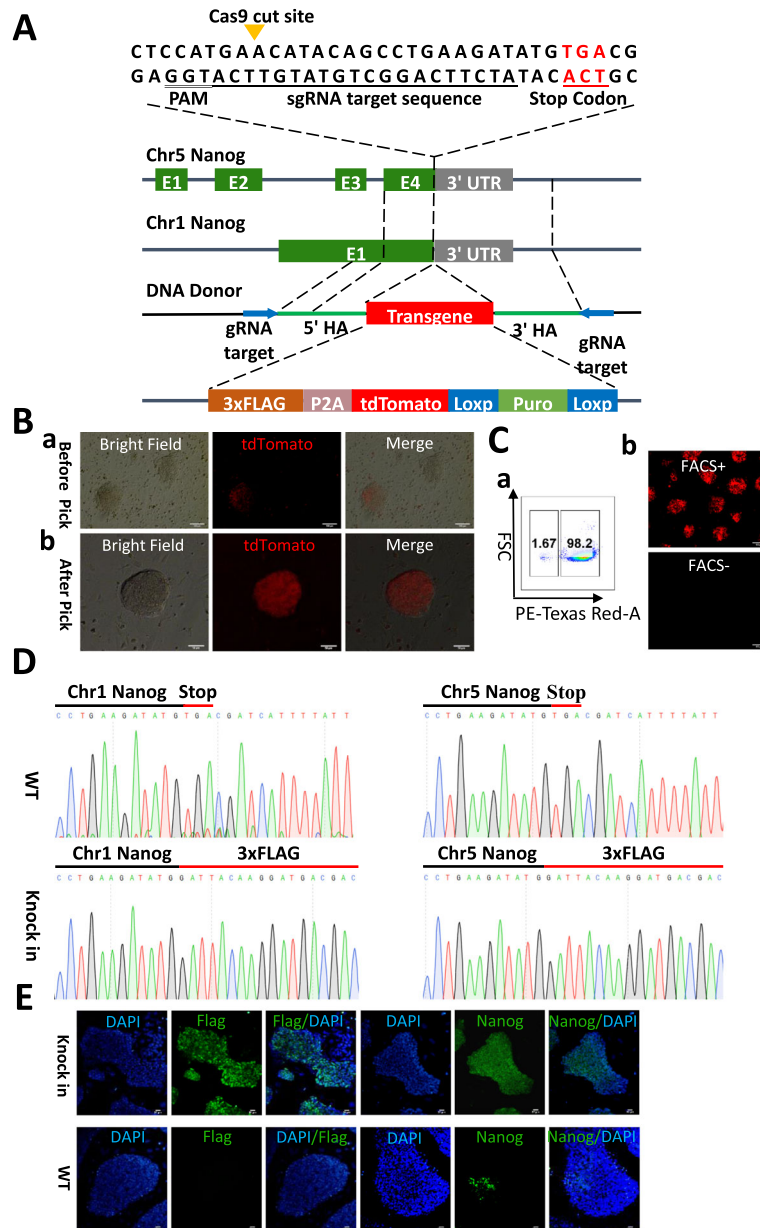 A
Cas9 cut site
CTCCATGAACATACAGCCTGAAGATATGTGACG
GAGGTACTTGTATGTCGGACTTCTATACACTGC
PAM sgRNA target sequence Stop Codon
Chr5 Nanog
E1 E2 E3 E4 3' UTR
Chr1 Nanog
E1 3' UTR
DNA Donor
Transgene
gRNA target 5' HA 3' HA gRNA target
3xFLAG P2A tdTomato Loxp Puro Loxp
B
a
Before Pick
Bright Field tdTomato Merge
b
After Pick
Bright Field tdTomato Merge
C
a
FSC
1.67 98.2
PE-Texas Red-A
b
FACS+
FACS-
D
WT
Chr1 Nanog Stop
CCTGAAGATATGTGACGATCATTTTATT
Chr5 Nanog Stop
CCTGAAGATATGTGACGATCATTTTATT
Knock in
Chr1 Nanog 3xFLAG
CCTGAAGATATGGATTACAAGGATGACGAC
Chr5 Nanog 3xFLAG
CCTGAAGATATGGATTACAAGGATGACGAC
E
Knock in
DAPI Flag Flag/DAPI DAPI Nanog Nanog/DAPI
WT
DAPI Flag DAPI/Flag DAPI Nanog Nanog/DAPI